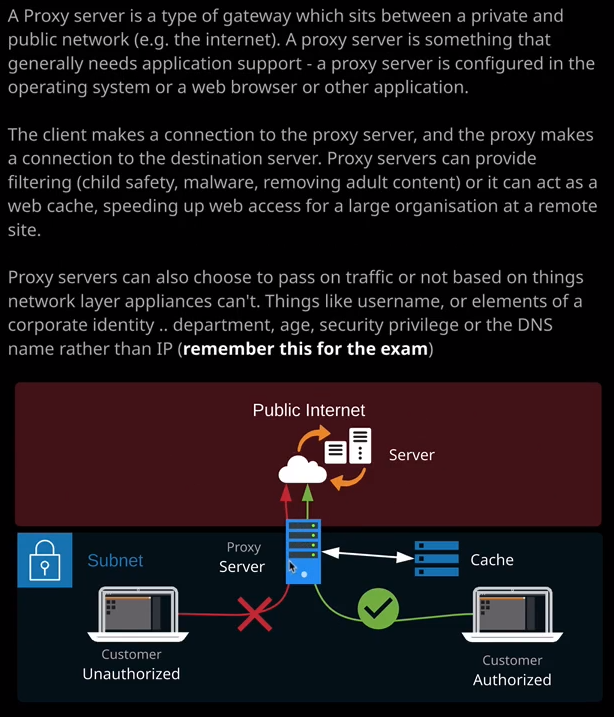 A Proxy server is a type of gateway which sits between a private and
public network (e.g. the internet). A proxy server is something that
generally needs application support - a proxy server is configured in the
operating system or a web browser or other application.
The client makes a connection to the proxy server, and the proxy makes
a connection to the destination server. Proxy servers can provide
filtering (child safety, malware, removing adult content) or it can act as a
web cache, speeding up web access for a large organisation at a remote
site.
Proxy servers can also choose to pass on traffic or not based on things
network layer appliances can't. Things like username, or elements of a
corporate identity .. department, age, security privilege or the DNS
name rather than IP (remember this for the exam)
Public Internet
Server
Subnet
Proxy
Server
Cache
Customer
Unauthorized
Customer
Authorized